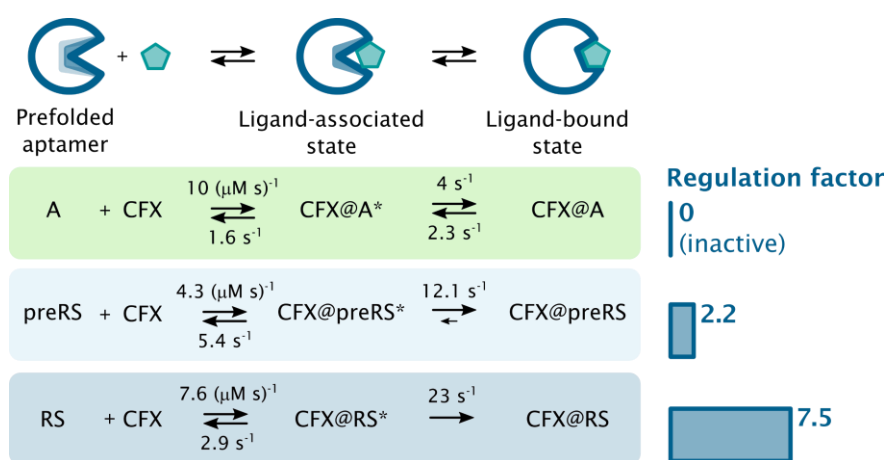 +
Prefolded
aptamer
Ligand-associated
state
Ligand-bound
state
Regulation factor
A + CFX
10 (μM s)⁻¹
1.6 s⁻¹
CFX@A*
4 s⁻¹
2.3 s⁻¹
CFX@A
0
(inactive)
preRS + CFX
4.3 (μM s)⁻¹
5.4 s⁻¹
CFX@preRS*
12.1 s⁻¹
CFX@preRS
2.2
RS + CFX
7.6 (μM s)⁻¹
2.9 s⁻¹
CFX@RS*
23 s⁻¹
CFX@RS
7.5